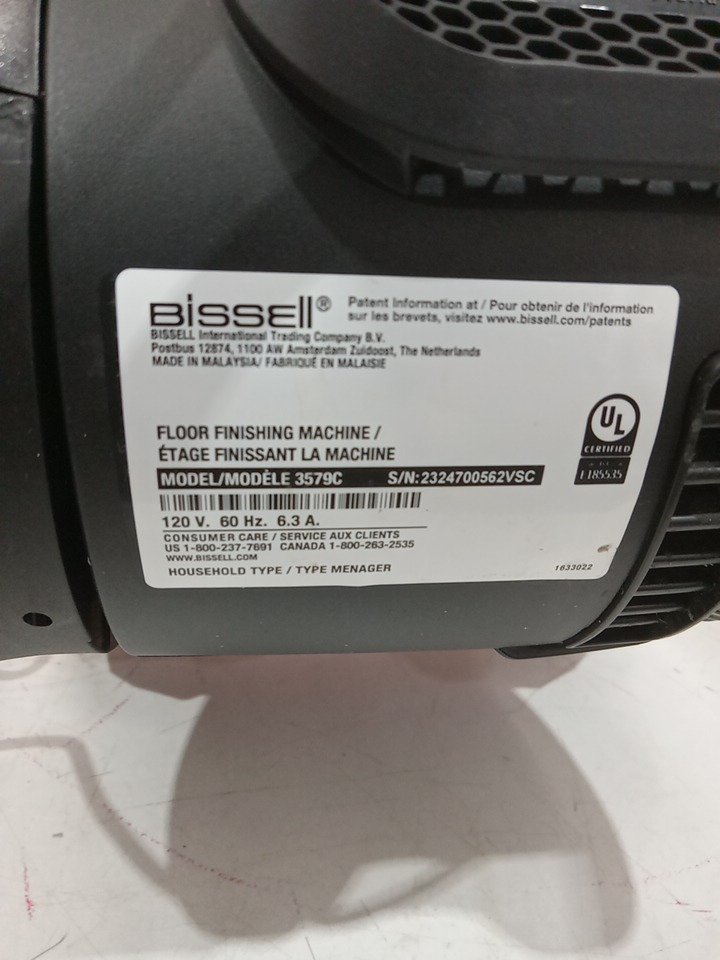 BISSELL®
Patent Information at / Pour obtenir de l'information
sur les brevets, visitez www.bissell.com/patents
BISSELL International Trading Company B.V.
Postbus 12874, 1100 AW Amsterdam Zuidoost, The Netherlands
MADE IN MALAYSIA/ FABRIQUÉ EN MALAISIE
UL
CERTIFIED
E185535
FLOOR FINISHING MACHINE /
ÉTAGE FINISSANT LA MACHINE
MODEL/MODÈLE 3579C S/N:2324700562VSC
120 V. 60 Hz. 6.3 A.
CONSUMER CARE / SERVICE AUX CLIENTS
US 1-800-237-7691 CANADA 1-800-263-2535
WWW.BISSELL.COM
HOUSEHOLD TYPE / TYPE MENAGER
1633022